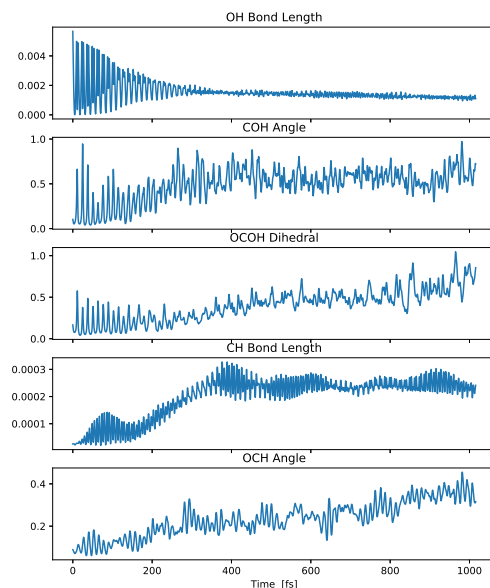 OH Bond Length
0.004
0.002
0.000
COH Angle
1.0
0.5
0.0
OCOH Dihedral
1.0
0.5
0.0
CH Bond Length
0.0003
0.0002
0.0001
OCH Angle
0.4
0.2
0 200 400 600 800 1000
Time [fs]